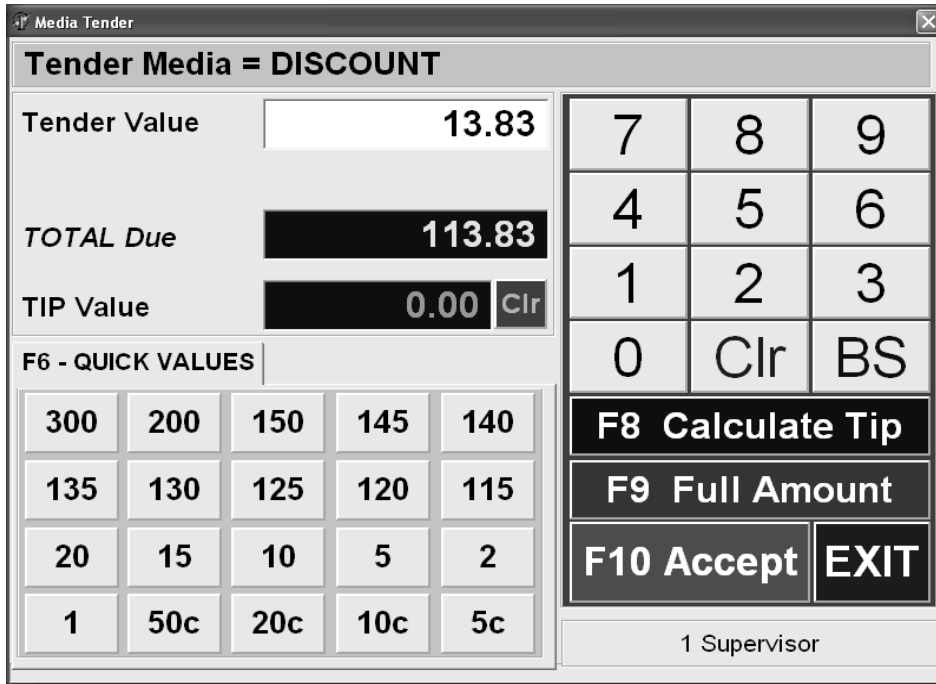 Media Tender
Tender Media = DISCOUNT
Tender Value 13.83
TOTAL Due 113.83
TIP Value 0.00 Clr
F6 - QUICK VALUES
300 200 150 145 140
135 130 125 120 115
20 15 10 5 2
1 50c 20c 10c 5c
7 8 9
4 5 6
1 2 3
0 Clr BS
F8 Calculate Tip
F9 Full Amount
F10 Accept EXIT
1 Supervisor